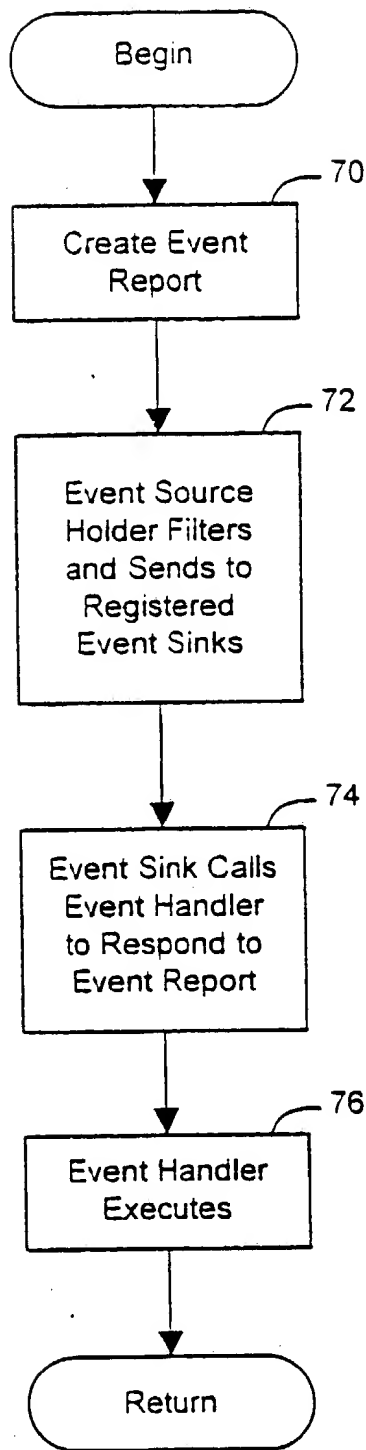 Begin
70
Create Event
Report
72
Event Source
Holder Filters
and Sends to
Registered
Event Sinks
74
Event Sink Calls
Event Handler
to Respond to
Event Report
76
Event Handler
Executes
Return